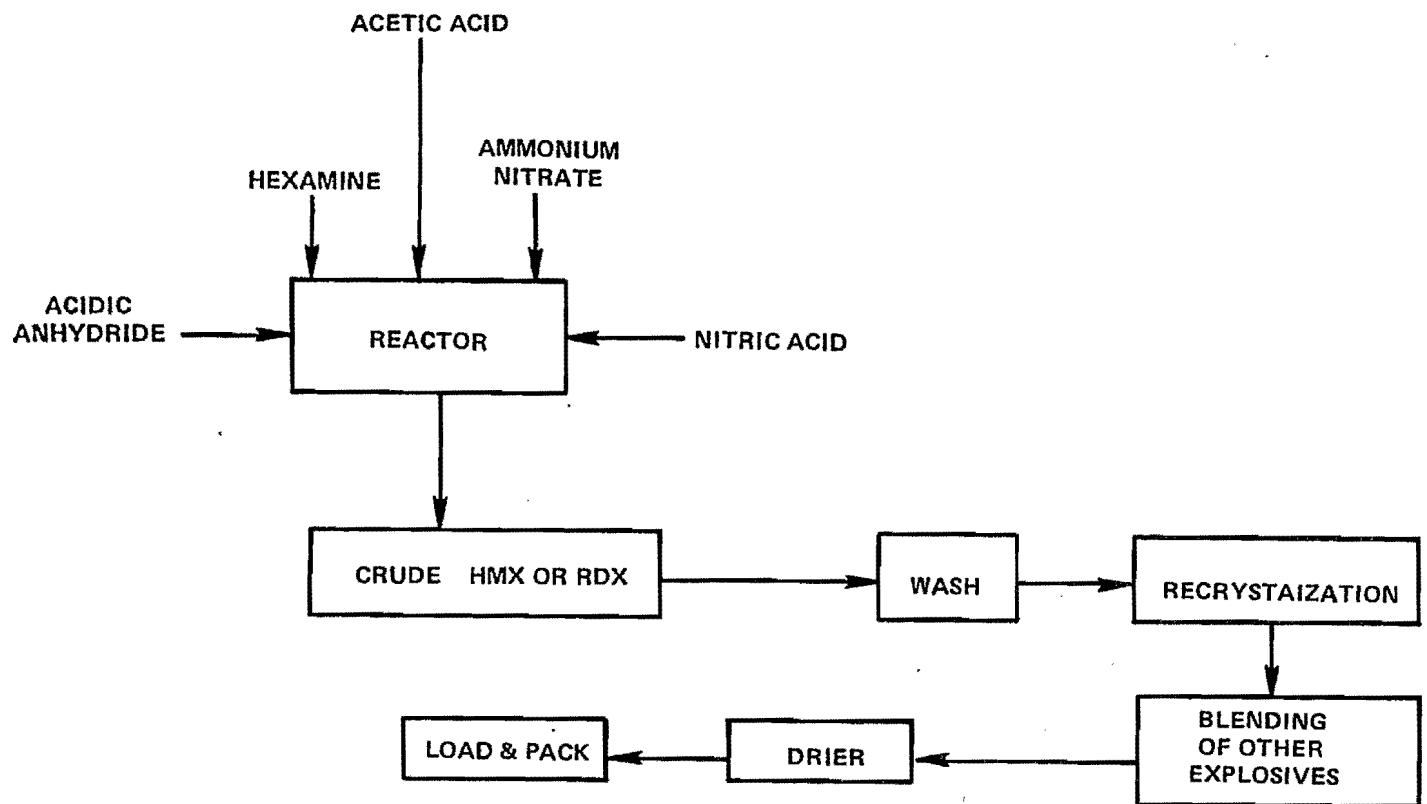 ACETIC ACID
HEXAMINE
AMMONIUM
NITRATE
ACIDIC
ANHYDRIDE
REACTOR
NITRIC ACID
CRUDE HMX OR RDX
WASH
RECRYSTAIZATION
BLENDING
OF OTHER
EXPLOSIVES
DRIER
LOAD & PACK